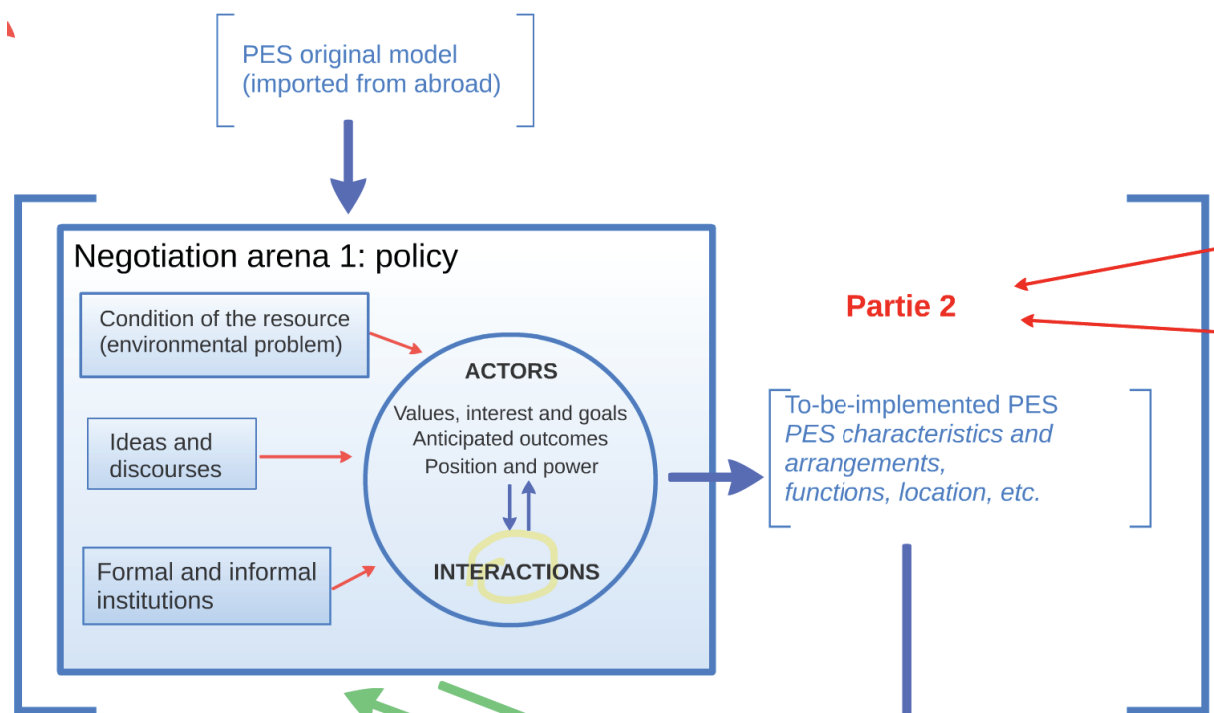 PES original model
(imported from abroad)
Negotiation arena 1: policy
Condition of the resource
(environmental problem)
Ideas and
discourses
Formal and informal
institutions
ACTORS
Values, interest and goals
Anticipated outcomes
Position and power
INTERACTIONS
Partie 2
To-be-implemented PES
PES characteristics and
arrangements,
functions, location, etc.